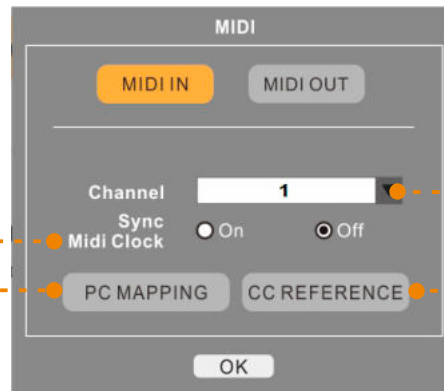 MIDI
MIDI IN MIDI OUT
Channel 1
Sync
Midi Clock On Off
PC MAPPING CC REFERENCE
OK